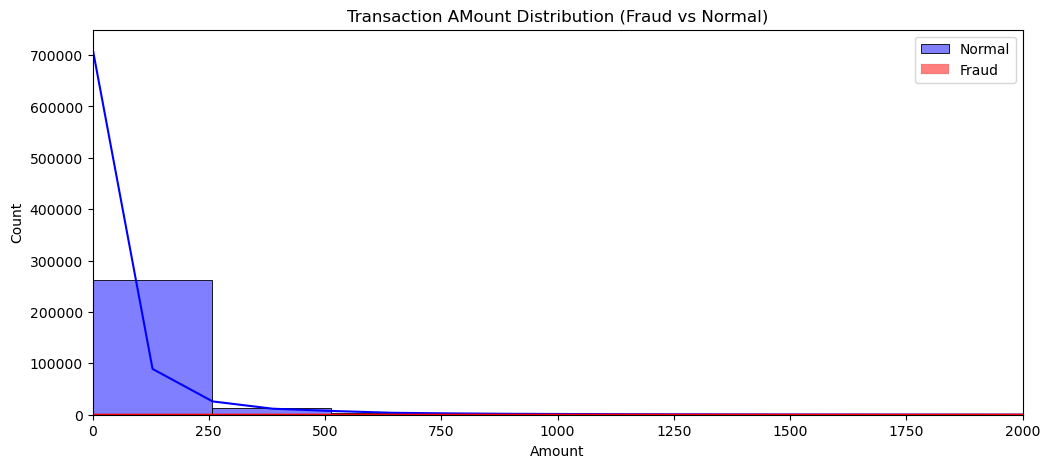 Transaction AMount Distribution (Fraud vs Normal)
Normal
Fraud
Count
700000
600000
500000
400000
300000
200000
100000
0
0 250 500 750 1000 1250 1500 1750 2000
Amount